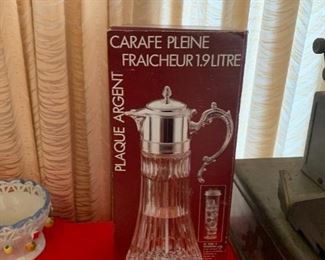 CARAFE PLEINE
FRAICHEUR 1.9 LITRE
PLAQUE ARGENT